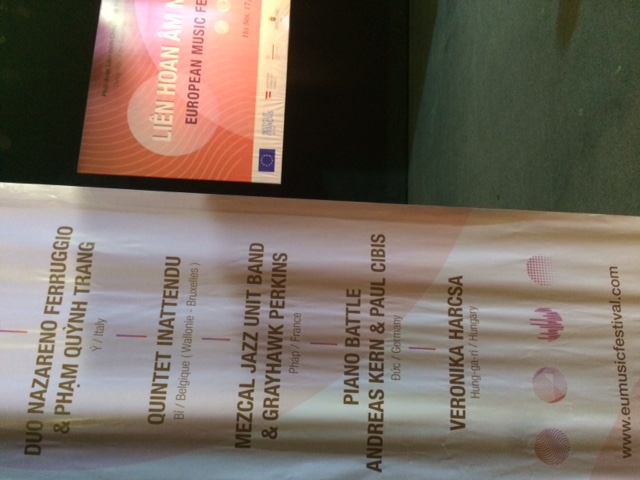 LIÊN HOAN ÂM
EUROPEAN MUSIC FE
DUO NAZARENO FERRUGGIO
& PHẠM QUỲNH TRANG
Ý / Italy
QUINTET INATTENDU
Bỉ / Belgique ( Wallonie - Bruxelles )
MEZCAL JAZZ UNIT BAND
& GRAYHAWK PERKINS
Pháp / France
PIANO BATTLE
ANDREAS KERN & PAUL CIBIS
Đức / Germany
VERONIKA HARCSA
Hung-ga-ri / Hungary
www.eumusicfestival.com